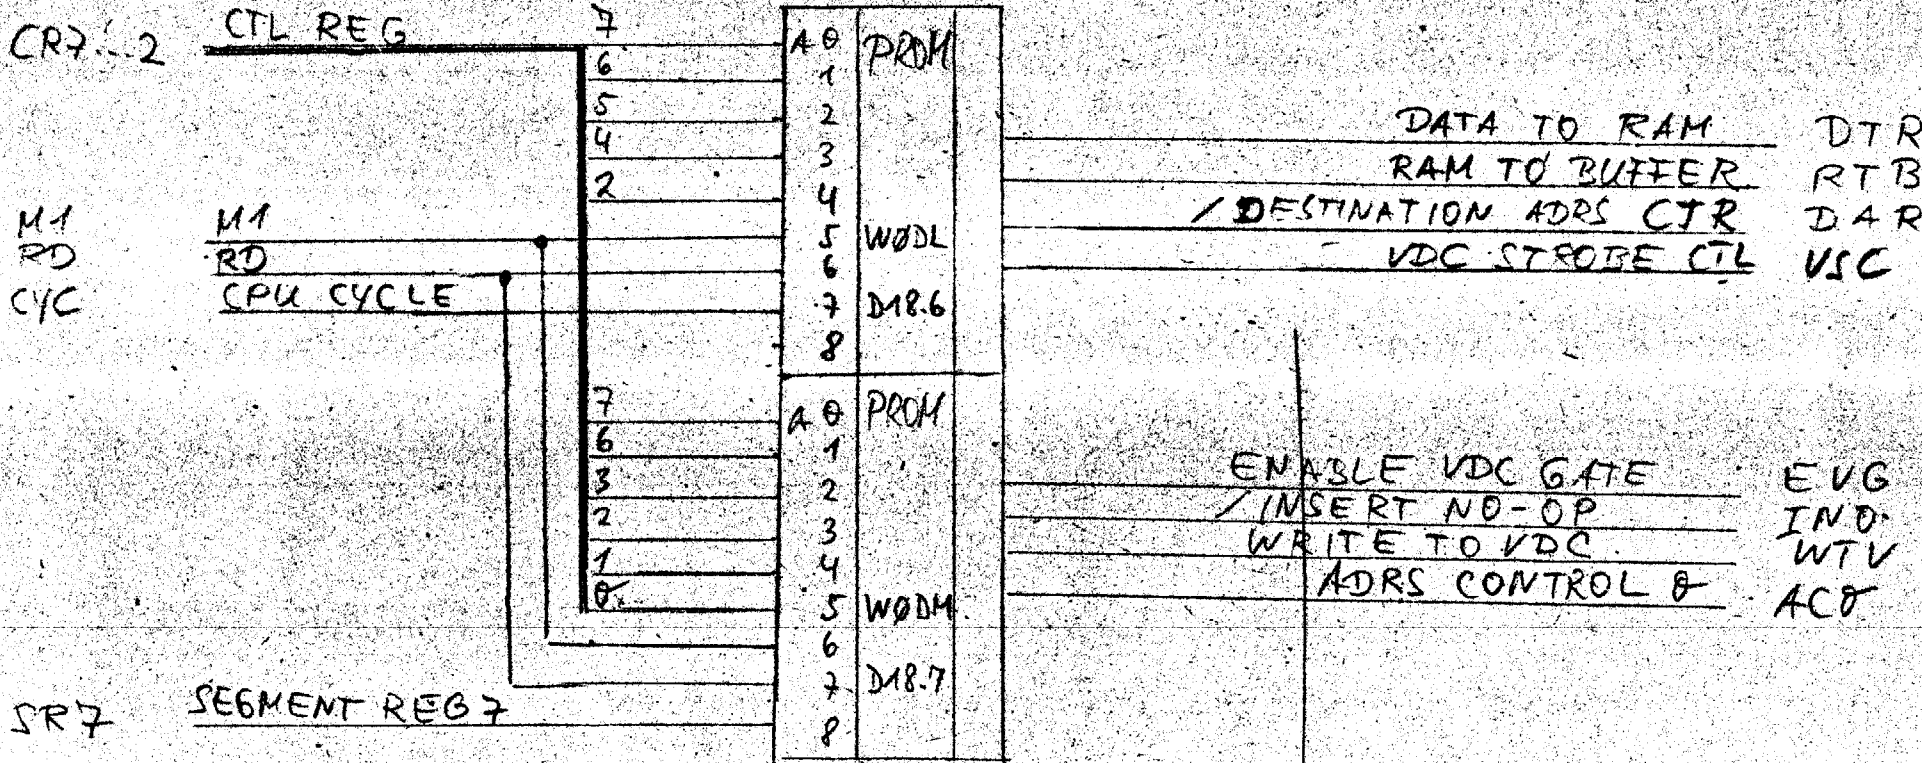 CR7...2 CTL REG 7 A 0 PROM
6 1
5 2 DATA TO RAM DTR
4 3 RAM TO BUFFER RTB
2 4 /DESTINATION ADRS CTR DAR
M1 M1 5 WØDL VDC STROBE CTL VSC
RD RD 6
CYC CPU CYCLE 7 D18.6
8
7 A 0 PROM
6 1
3 2 ENABLE VDC GATE EVG
2 3 /INSERT NO-OP INO
1 4 WRITE TO VDC WTV
0 5 WØDM ADRS CONTROL 0 AC0
6
7 D18.7
SR7 SEGMENT REG 7 8